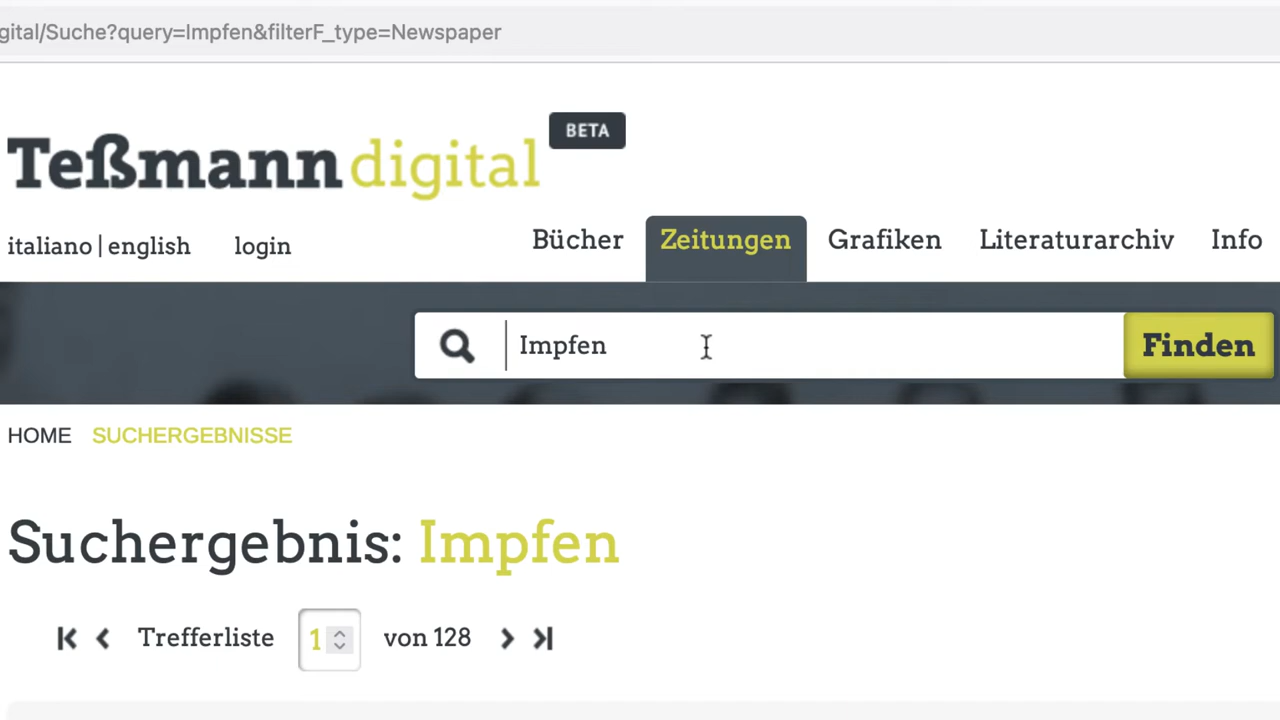 gital/Suche?query=Impfen&filterF_type=Newspaper
Teßmann digital BETA
italiano | english login
Bücher Zeitungen Grafiken Literaturarchiv Info
Impfen Finden
HOME SUCHERGEBNISSE
Suchergebnis: Impfen
Trefferliste 1 von 128